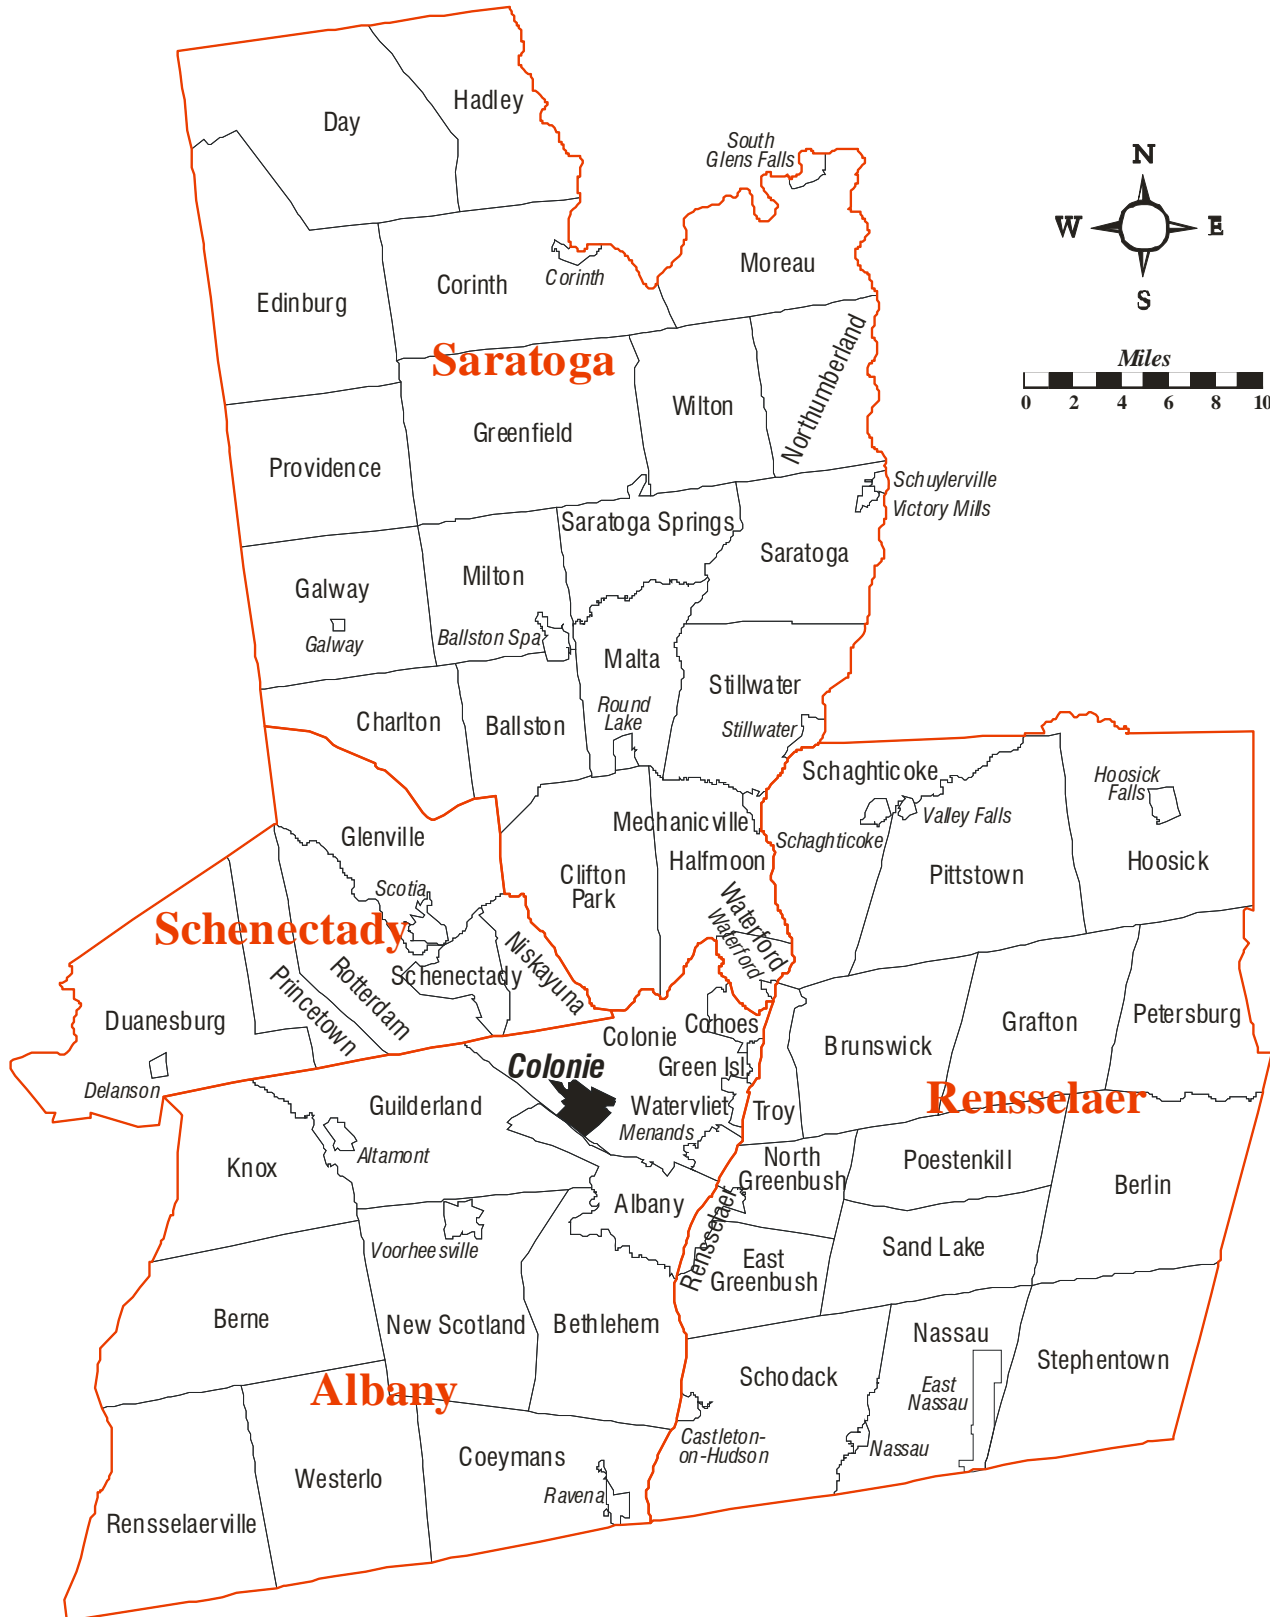 Hadley
Day
South
Glens Falls
N
W
E
S
Moreau
Corinth
Corinth
Edinburg
Miles
0 2 4 6 8 10
Saratoga
Northumberland
Wilton
Greenfield
Providence
Schuylerville
Victory Mills
Saratoga Springs
Saratoga
Milton
Galway
Galway
Ballston Spa
Malta
Stillwater
Round
Lake
Stillwater
Charlton
Ballston
Schaghticoke
Hoosick
Falls
Valley Falls
Schaghticoke
Mechanicville
Glenville
Halfmoon
Hoosick
Clifton
Park
Pittstown
Scotia
Waterford
Waterford
Schenectady
Niskayuna
Schenectady
Rotterdam
Princetown
Duanesburg
Petersburg
Grafton
Cohoes
Colonie
Brunswick
Green Isl
Colonie
Delanson
Rensselaer
Guilderland
Watervliet
Troy
Menands
Altamont
Knox
North
Greenbush
Poestenkill
Berlin
Albany
Rensselaer
Voorheesville
Sand Lake
East
Greenbush
Berne
New Scotland
Bethlehem
Nassau
Stephentown
Schodack
East
Nassau
Albany
Castleton-
on-Hudson
Nassau
Coeymans
Westerlo
Ravena
Rensselaerville